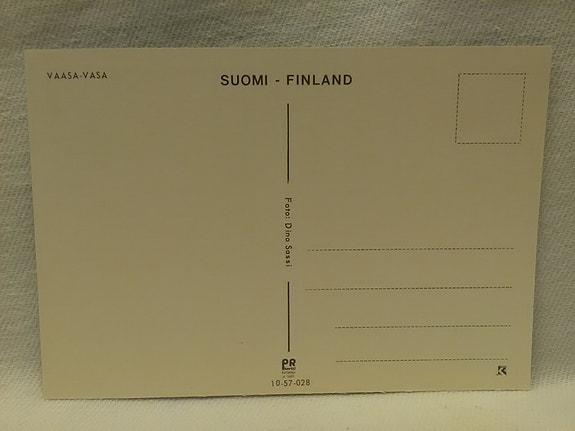 VAASA-VASA
SUOMI - FINLAND
Foto: Dino Sassi
PR
10-57-028